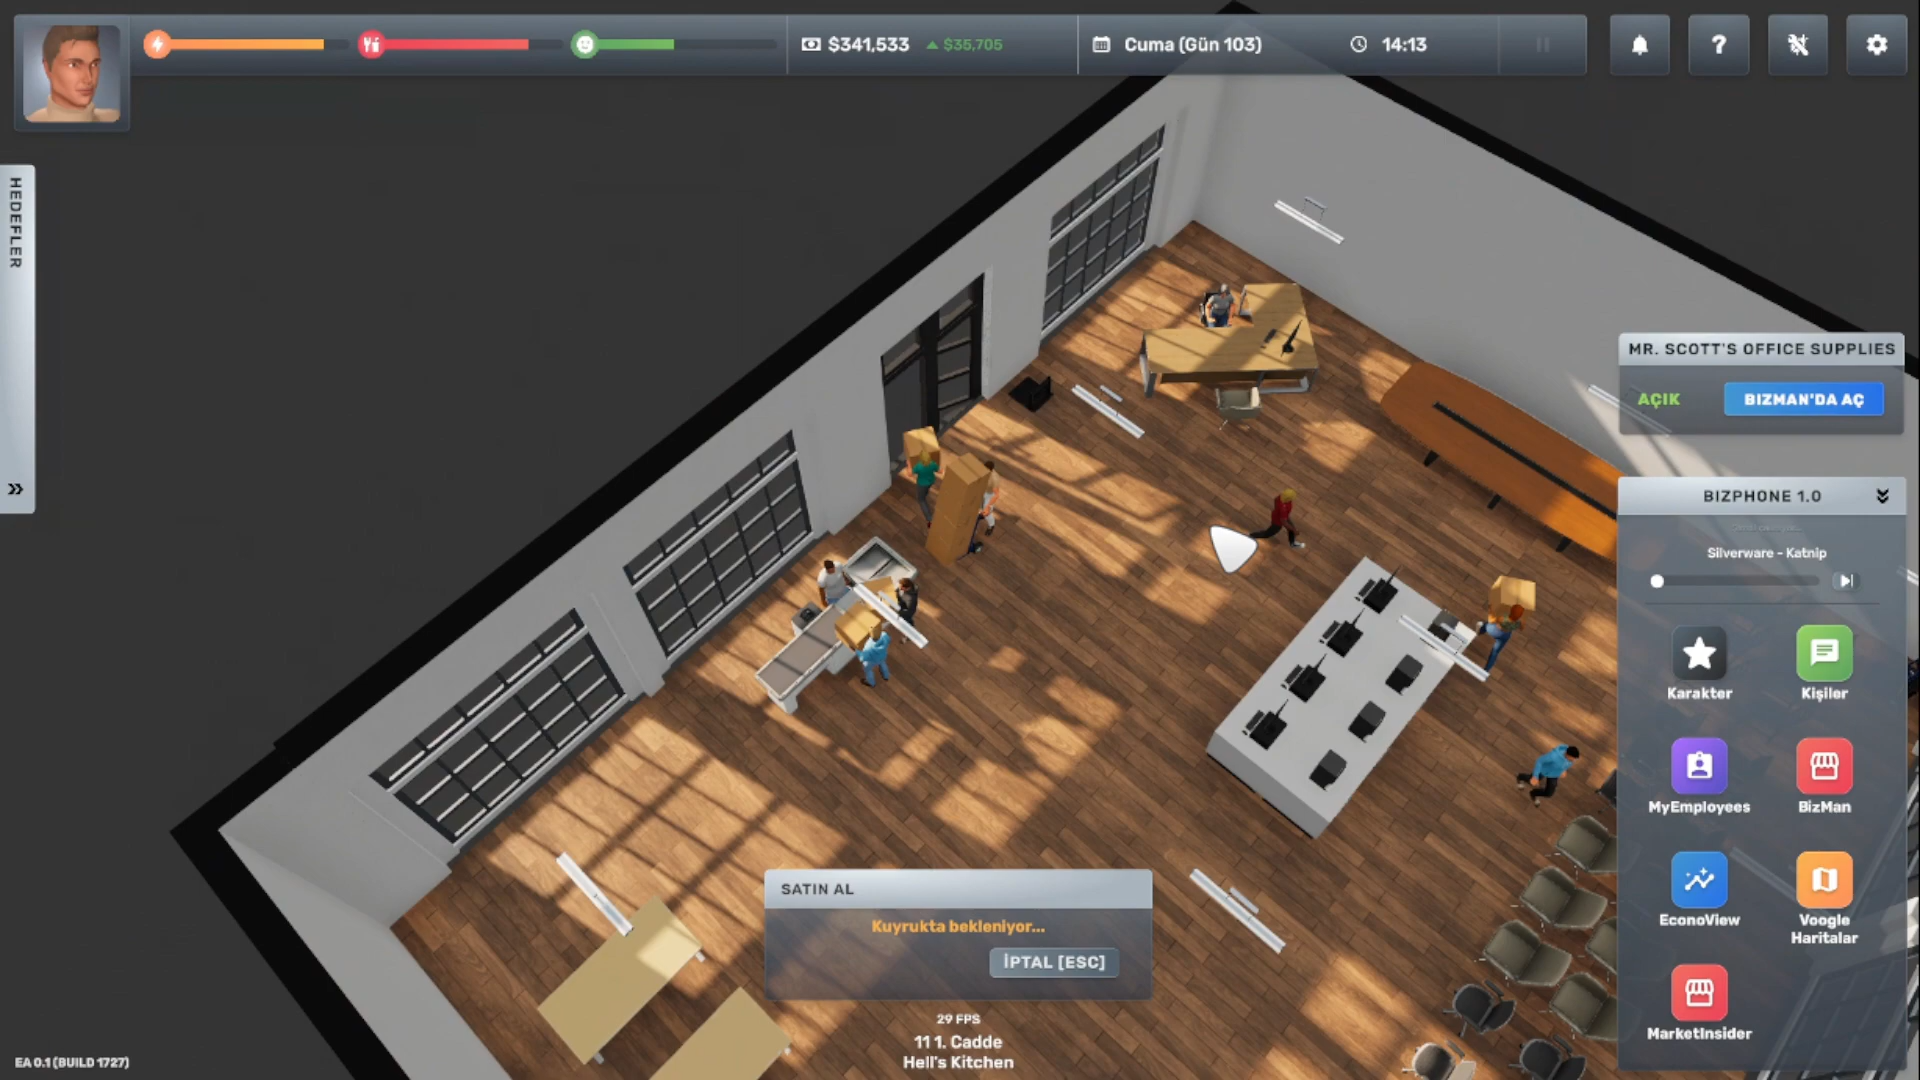 $341,533
$35,705
Cuma (Gün 103)
14:13
?
HEDEFLER
MR. SCOTT'S OFFICE SUPPLIES
AÇIK
BIZMAN'DA AÇ
BIZPHONE 1.0
Silverware - Katnip
Karakter
Kişiler
MyEmployees
BizMan
EconoView
Voogle
Haritalar
MarketInsider
SATIN AL
Kuyrukta bekleniyor...
İPTAL [ESC]
29 FPS
11 1. Cadde
Hell's Kitchen
EA 0.1 (BUILD 1727)